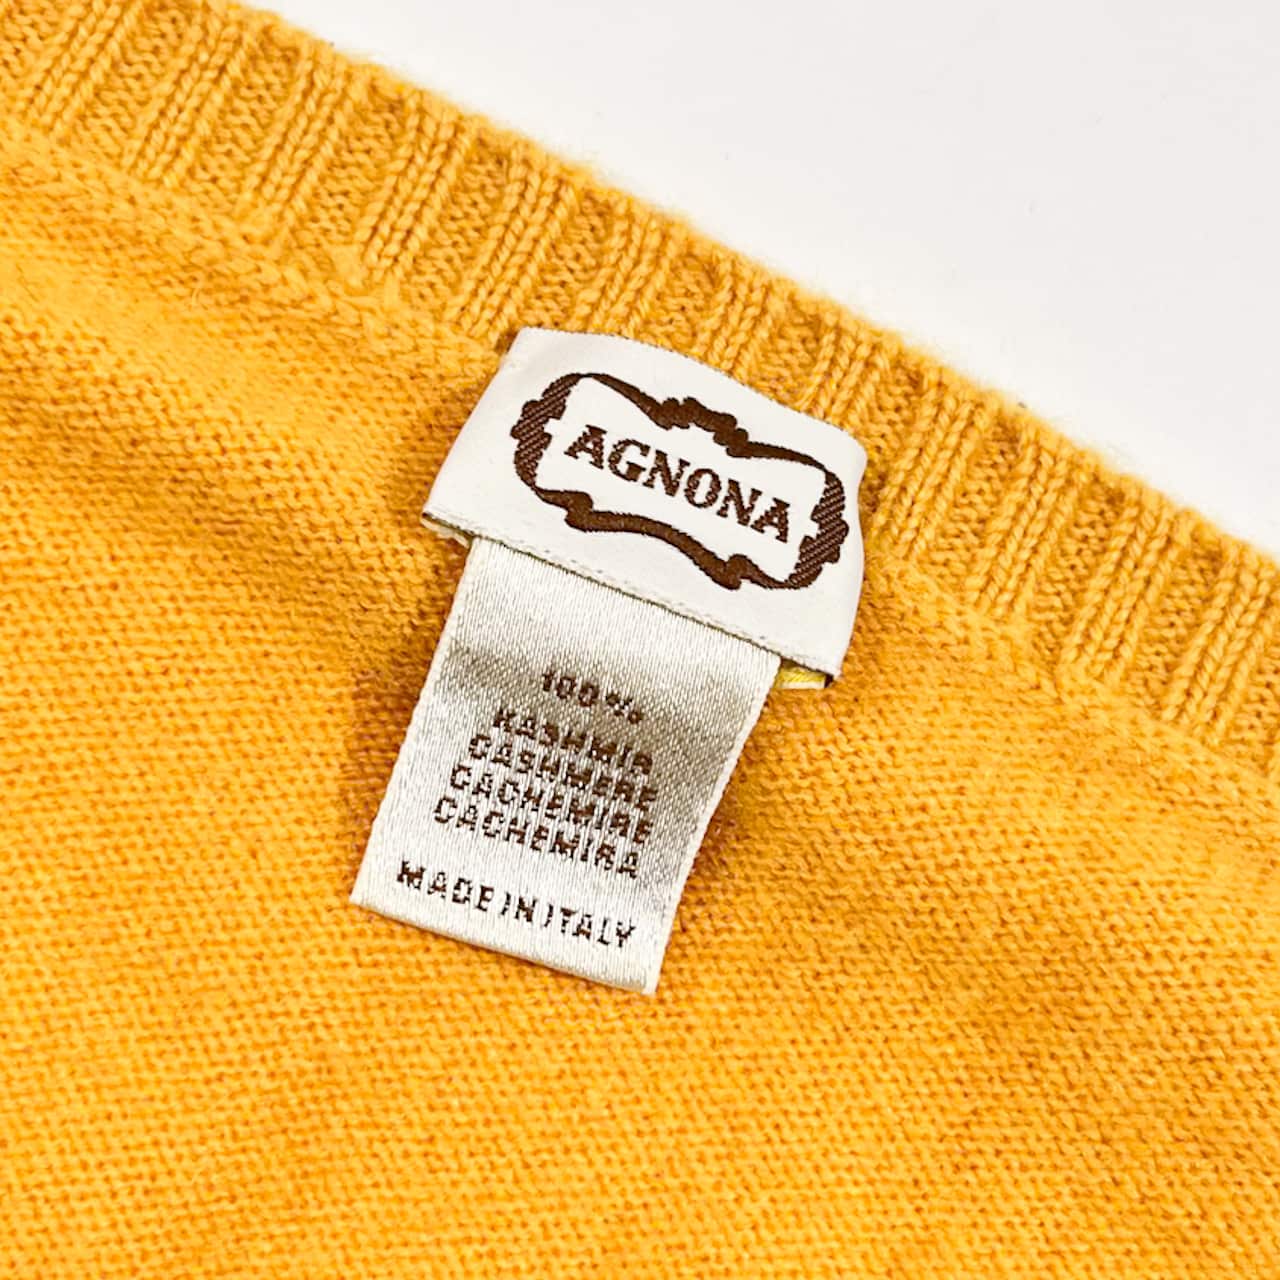 AGNONA
100%
KASHMIR
CASHMERE
CACHEMIRE
CACHEMIRA
MADE IN ITALY